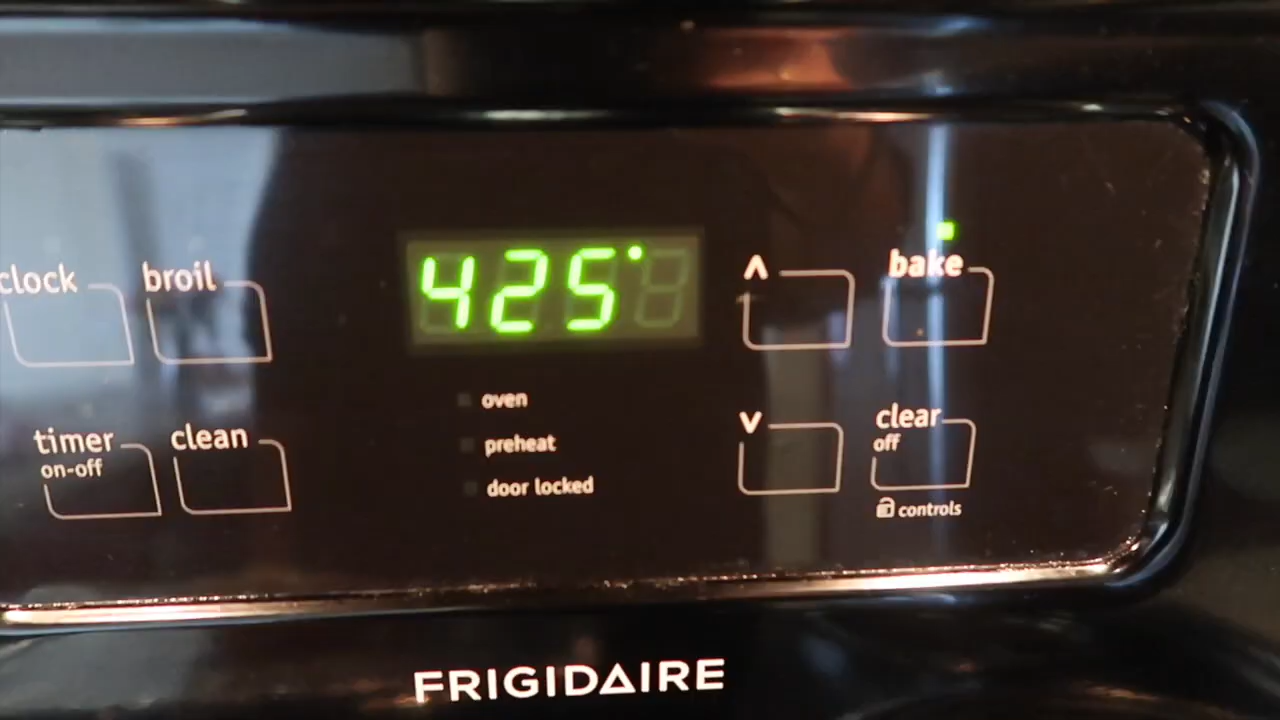 425°
clock broil ʌ bake
timer clean v clear
on-off off
oven
preheat
door locked
controls
FRIGIDAIRE